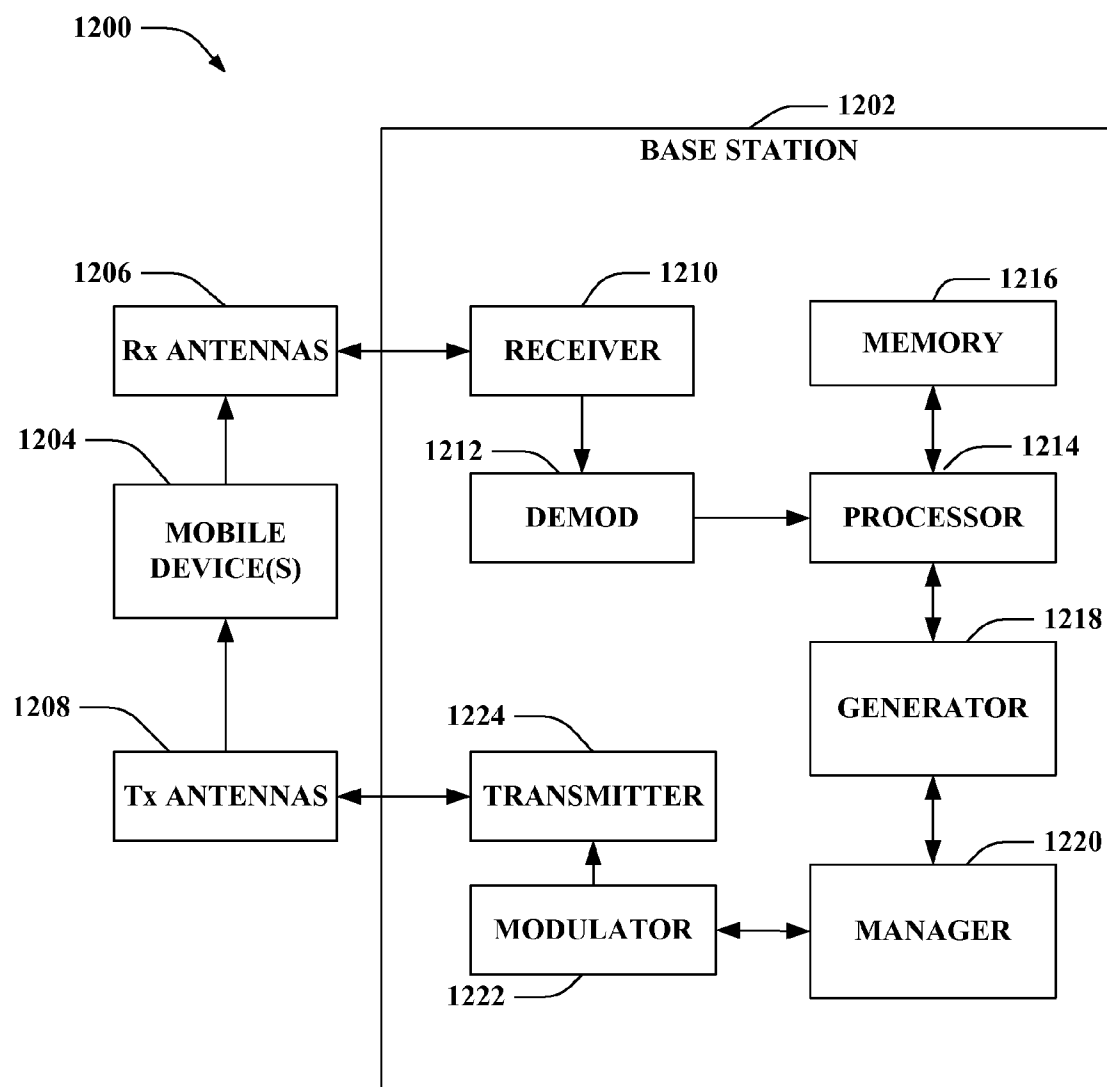 1200
1202
BASE STATION
1206
1210
1216
Rx ANTENNAS
RECEIVER
MEMORY
1204
1212
1214
MOBILE
DEVICE(S)
DEMOD
PROCESSOR
1218
1208
1224
GENERATOR
Tx ANTENNAS
TRANSMITTER
1220
MODULATOR
MANAGER
1222